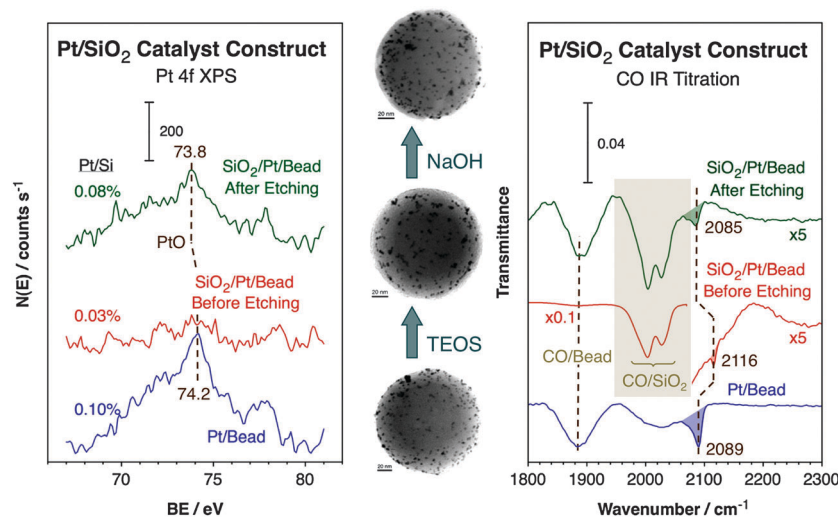 Pt/SiO₂ Catalyst Construct
Pt 4f XPS
200
73.8
Pt/Si
0.08%
SiO₂/Pt/Bead
After Etching
PtO
SiO₂/Pt/Bead
Before Etching
0.03%
0.10%
74.2
Pt/Bead
N(E) / counts s⁻¹
70
75
80
BE / eV
20 nm
NaOH
20 nm
TEOS
20 nm
Pt/SiO₂ Catalyst Construct
CO IR Titration
0.04
SiO₂/Pt/Bead
After Etching
2085
x5
SiO₂/Pt/Bead
Before Etching
x0.1
x5
CO/Bead
CO/SiO₂
2116
Pt/Bead
2089
Transmittance
1800
1900
2000
2100
2200
2300
Wavenumber / cm⁻¹